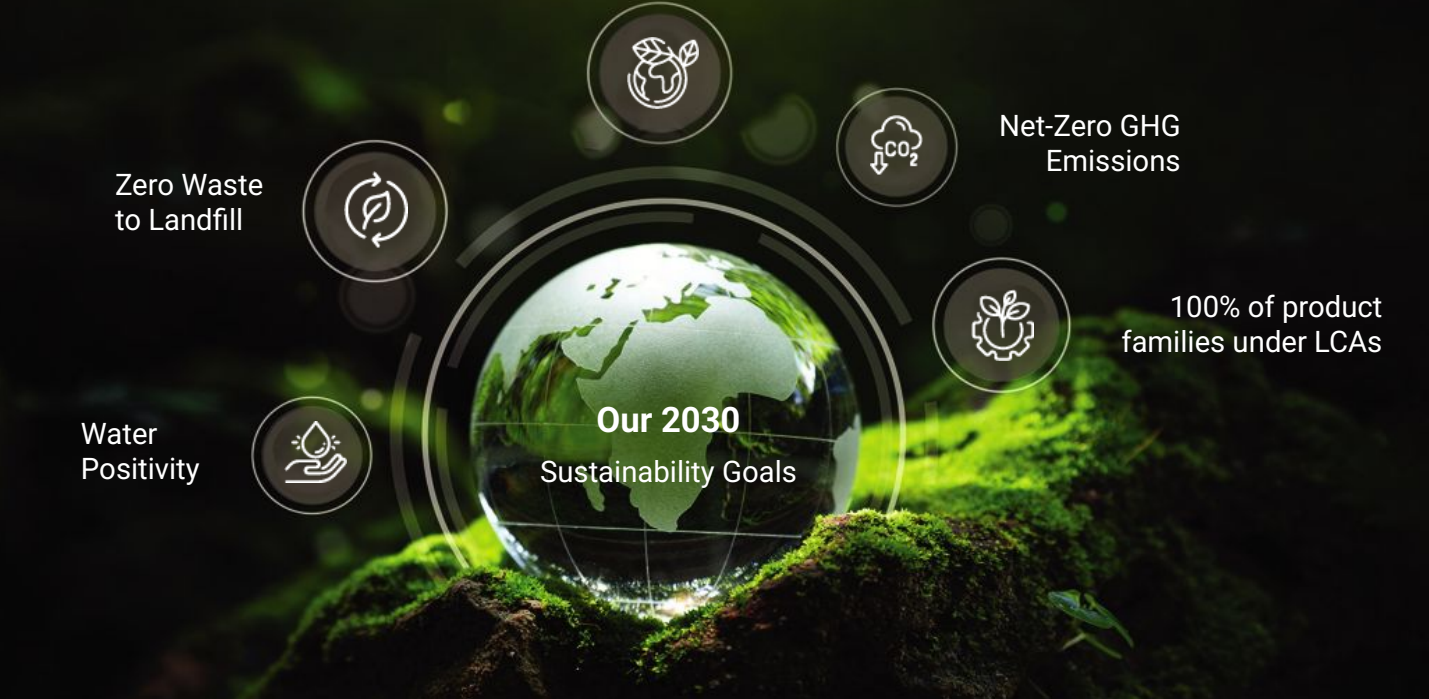 Net-Zero GHG
Emissions
Zero Waste
to Landfill
CO2
100% of product
families under LCAs
Our 2030
Sustainability Goals
Water
Positivity